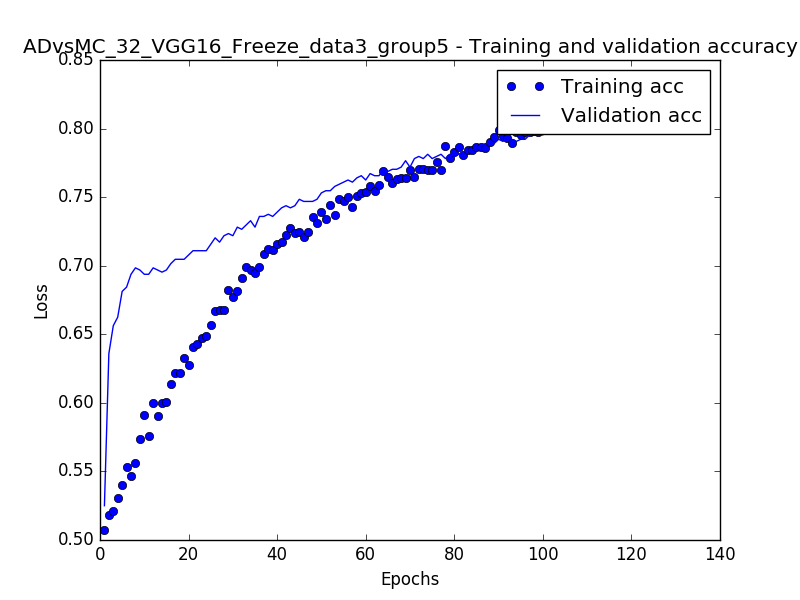 ADvsMC_32_VGG16_Freeze_data3_group5 - Training and validation accuracy
0.85
Training acc
Validation acc
0.80
0.75
0.70
0.65
0.60
0.55
0.50
Loss
0 20 40 60 80 100 120 140
Epochs